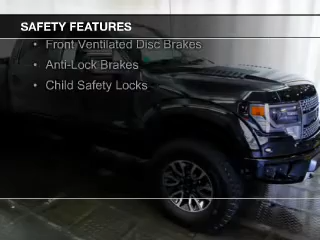 SAFETY FEATURES
• Front Ventilated Disc Brakes
• Anti-Lock Brakes
• Child Safety Locks